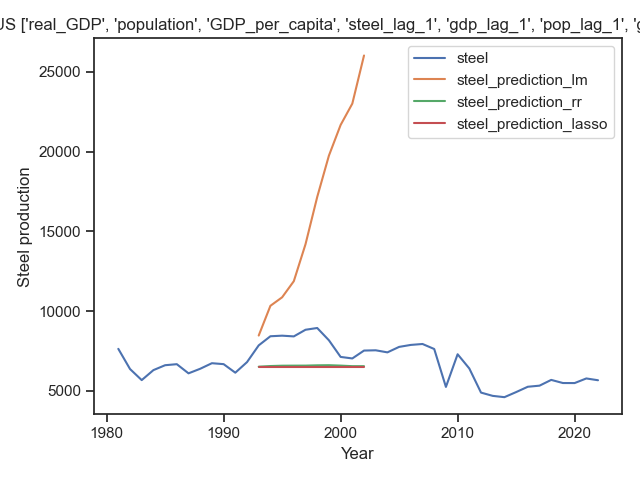 US ['real_GDP', 'population', 'GDP_per_capita', 'steel_lag_1', 'gdp_lag_1', 'pop_lag_1',
steel
steel_prediction_lm
steel_prediction_rr
steel_prediction_lasso
Steel production
25000
20000
15000
10000
5000
1980 1990 2000 2010 2020
Year